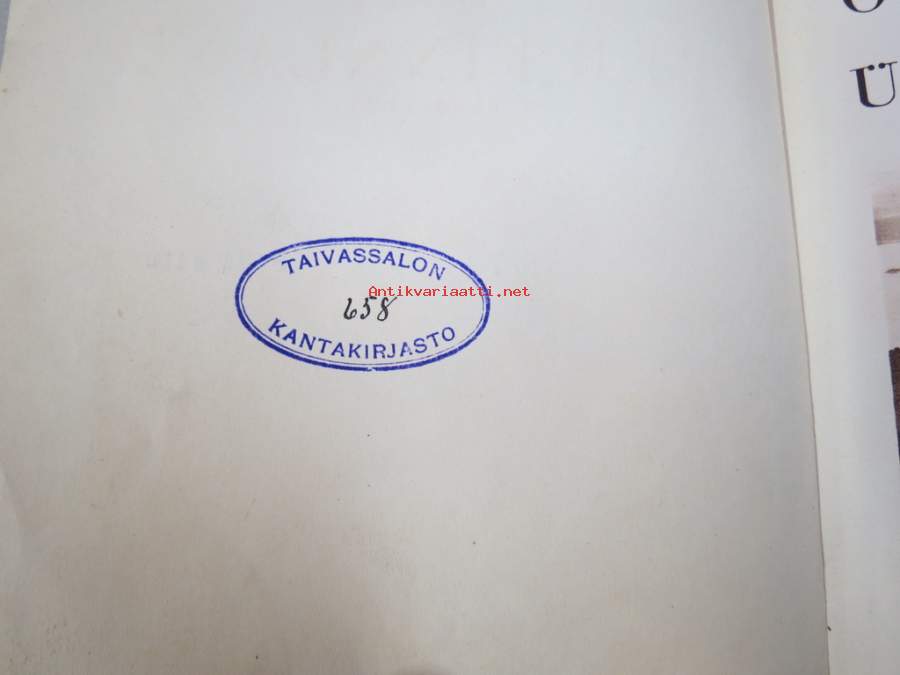 TAIVASSALON
Antikvariaatti.net
658
KANTAKIRJASTO
Ü